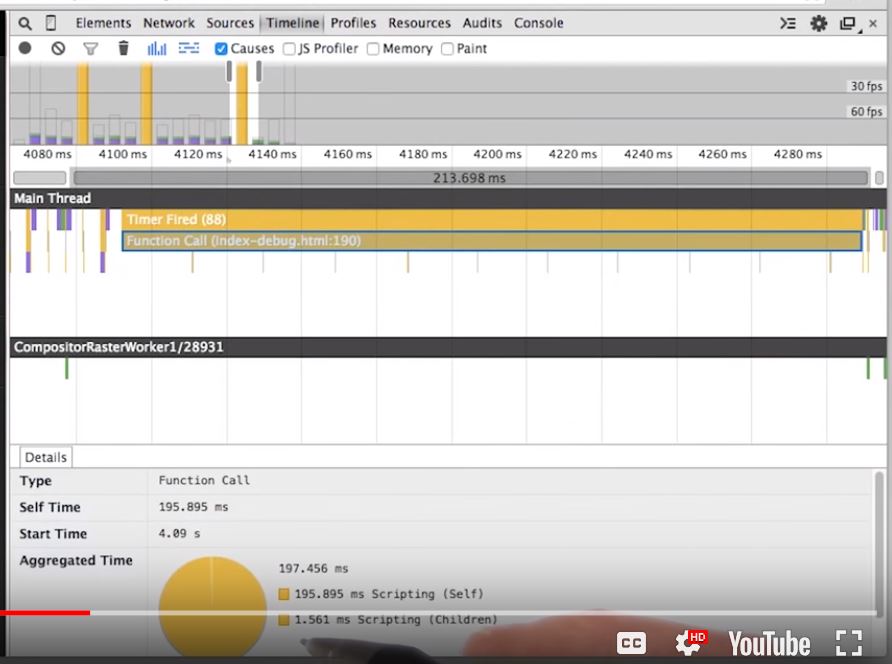 Elements Network Sources Timeline Profiles Resources Audits Console
Causes JS Profiler Memory Paint
30 fps
60 fps
4080 ms 4100 ms 4120 ms 4140 ms 4160 ms 4180 ms 4200 ms 4220 ms 4240 ms 4260 ms 4280 ms
213.698 ms
Main Thread
Timer Fired (88)
Function Call (index-debug.html:190)
CompositorRasterWorker1/28931
Details
Type Function Call
Self Time 195.895 ms
Start Time 4.09 s
Aggregated Time
197.456 ms
195.895 ms Scripting (Self)
1.561 ms Scripting (Children)
CC HD YouTube